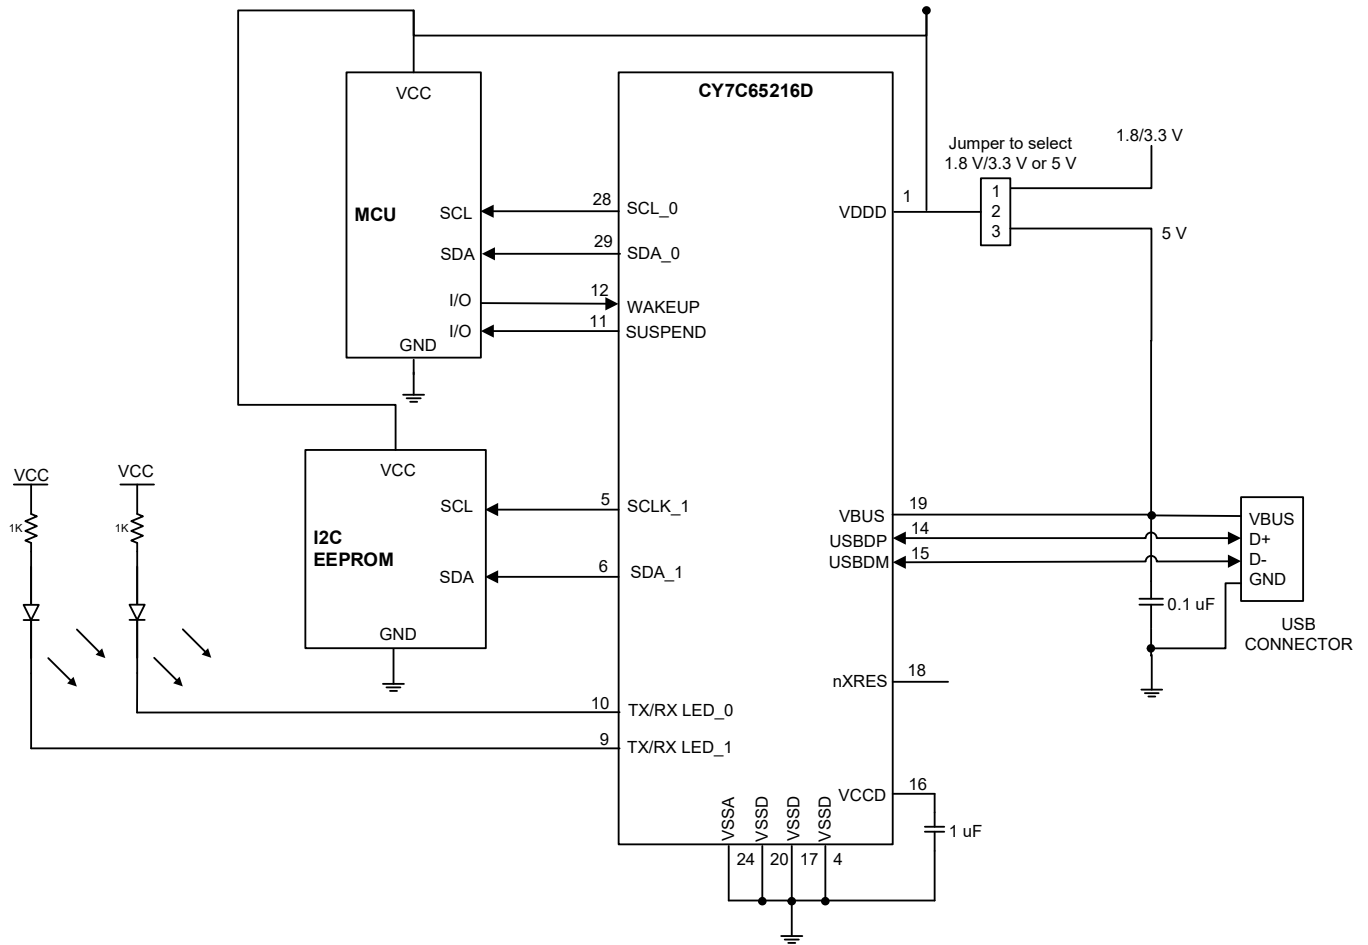 CY7C65216D
VCC
MCU
SCL
SDA
I/O
I/O
GND
28
SCL_0
29
SDA_0
12
WAKEUP
11
SUSPEND
VDDD
1
Jumper to select
1.8 V/3.3 V or 5 V
1
2
3
1.8/3.3 V
5 V
VCC
VCC
1K
1K
VCC
I2C
EEPROM
SCL
SDA
GND
5
SCLK_1
6
SDA_1
VBUS
19
USBDP
14
USBDM
15
VBUS
D+
D-
GND
0.1 uF
USB
CONNECTOR
nXRES
18
10
TX/RX LED_0
9
TX/RX LED_1
VCCD
16
1 uF
VSSA
VSSD
VSSD
VSSD
24
20
17
4